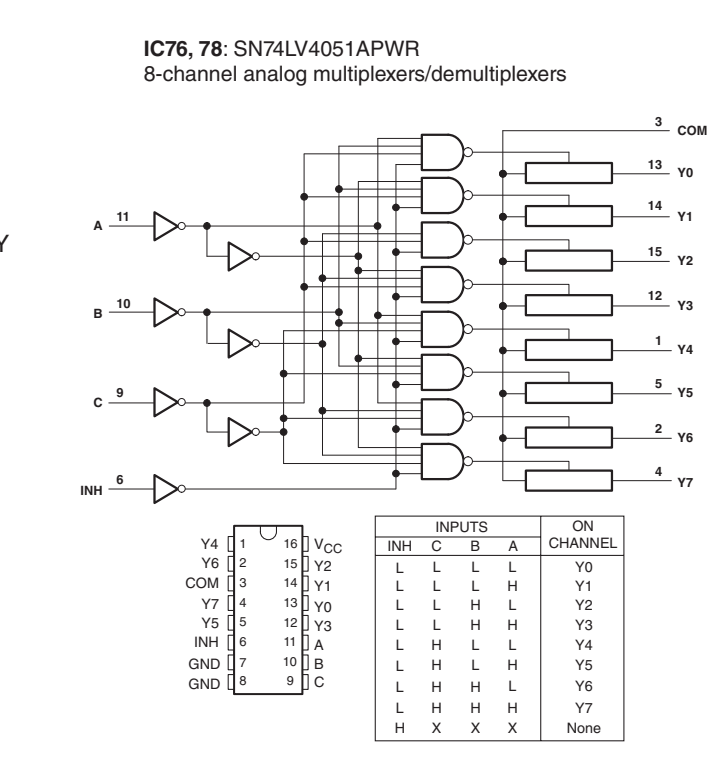 IC76, 78: SN74LV4051APWR
8-channel analog multiplexers/demultiplexers
3 COM
13 Y0
14 Y1
A 11
15 Y2
Y
12 Y3
B 10
1 Y4
5 Y5
C 9
2 Y6
4 Y7
INH 6
Y4 1 16 VCC
Y6 2 15 Y2
COM 3 14 Y1
Y7 4 13 Y0
Y5 5 12 Y3
INH 6 11 A
GND 7 10 B
GND 8 9 C
INPUTS ON CHANNEL
INH C B A
L L L L Y0
L L L H Y1
L L H L Y2
L L H H Y3
L H L L Y4
L H L H Y5
L H H L Y6
L H H H Y7
H X X X None